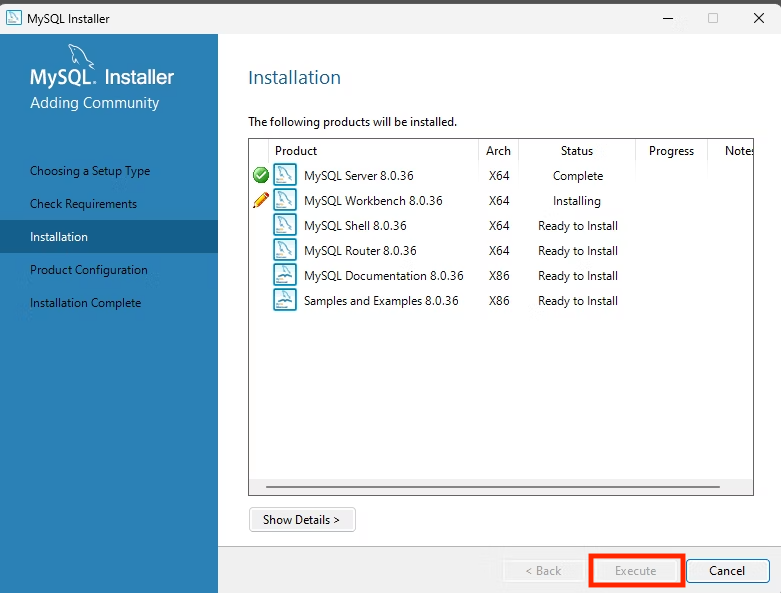 MySQL Installer
MySQL. Installer
Adding Community
Choosing a Setup Type
Check Requirements
Installation
Product Configuration
Installation Complete
Installation
The following products will be installed.
Product Arch Status Progress Notes
MySQL Server 8.0.36 X64 Complete
MySQL Workbench 8.0.36 X64 Installing
MySQL Shell 8.0.36 X64 Ready to Install
MySQL Router 8.0.36 X64 Ready to Install
MySQL Documentation 8.0.36 X86 Ready to Install
Samples and Examples 8.0.36 X86 Ready to Install
Show Details >
< Back Execute Cancel